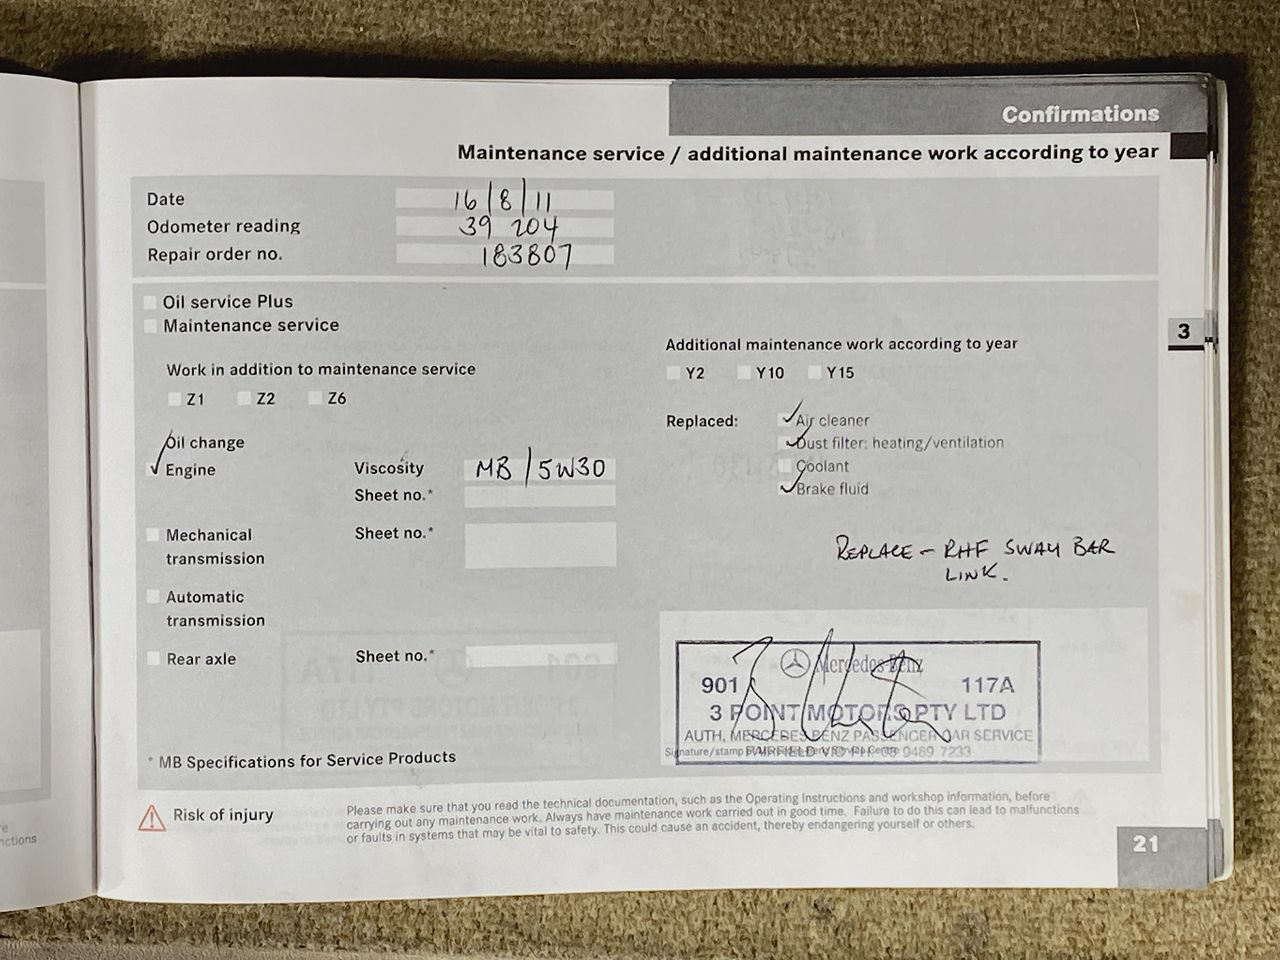 Confirmations
Maintenance service / additional maintenance work according to year
Date 16/8/11
Odometer reading 39 204
Repair order no. 183807
Oil service Plus
Maintenance service
Work in addition to maintenance service
Z1 Z2 Z6
Oil change
Engine Viscosity MB/5W30
Sheet no.*
Mechanical transmission Sheet no.*
Automatic
transmission
Rear axle Sheet no.*
* MB Specifications for Service Products
3
Additional maintenance work according to year
Y2 Y10 Y15
Replaced: Air cleaner
Dust filter: heating/ventilation
Coolant
Brake fluid
REPLACE - RHF SWAY BAR
LINK.
Mercedes-Benz
901 117A
3 POINT MOTORS PTY LTD
AUTH. MERCEDES BENZ PASSENGER CAR SERVICE
Signature/stamp
FAIRFIELD VIC PH: 03 9489 7233
Risk of injury
Please make sure that you read the technical documentation, such as the Operating Instructions and workshop information, before
carrying out any maintenance work. Always have maintenance work carried out in good time. Failure to do this can lead to malfunctions
or faults in systems that may be vital to safety. This could cause an accident, thereby endangering yourself or others.
21